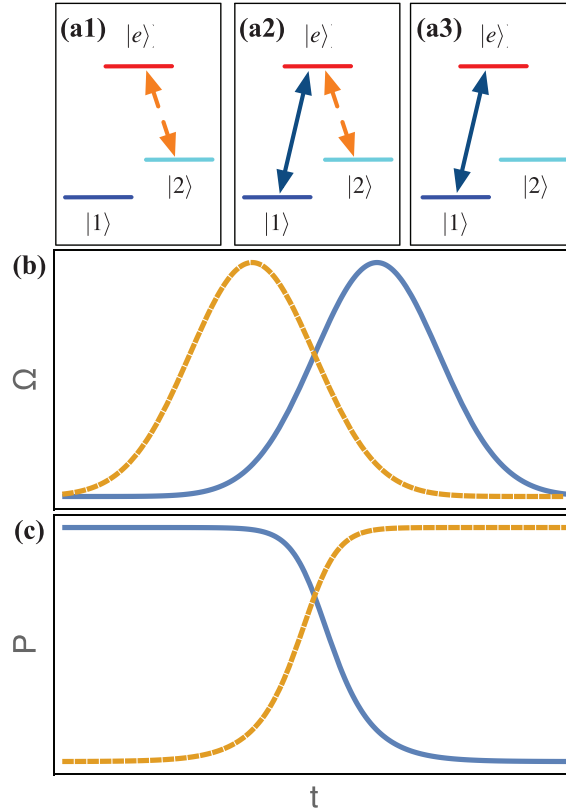 (a1) |e⟩
|2⟩
|1⟩
(a2) |e⟩
|2⟩
|1⟩
(a3) |e⟩
|2⟩
|1⟩
(b)
Ω
(c)
P
t